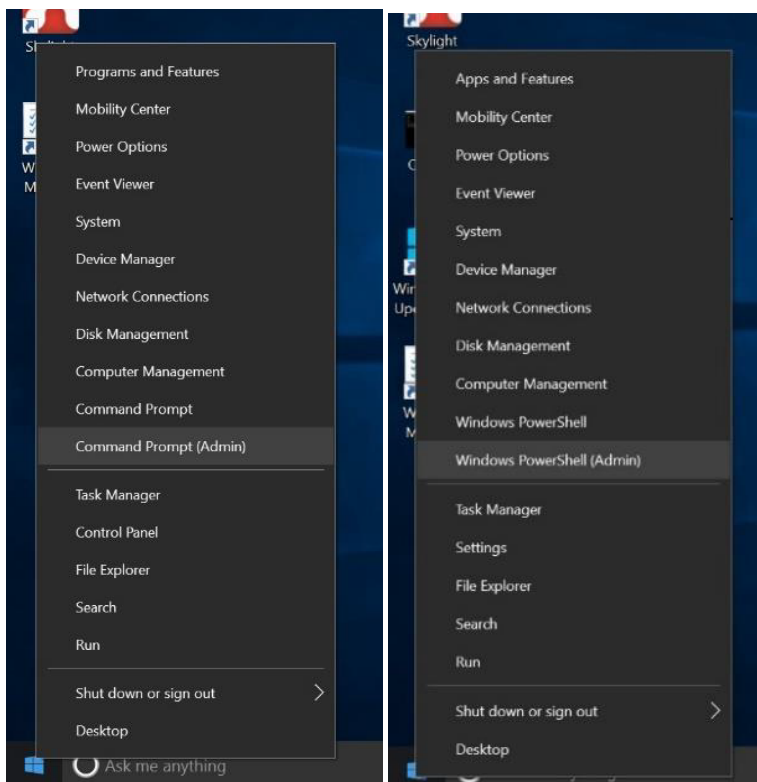 Programs and Features
Mobility Center
Power Options
Event Viewer
System
Device Manager
Network Connections
Disk Management
Computer Management
Command Prompt
Command Prompt (Admin)
Task Manager
Control Panel
File Explorer
Search
Run
Shut down or sign out
Desktop
Ask me anything
Skylight
Apps and Features
Mobility Center
Power Options
Event Viewer
System
Device Manager
Network Connections
Disk Management
Computer Management
Windows PowerShell
Windows PowerShell (Admin)
Task Manager
Settings
File Explorer
Search
Run
Shut down or sign out
Desktop